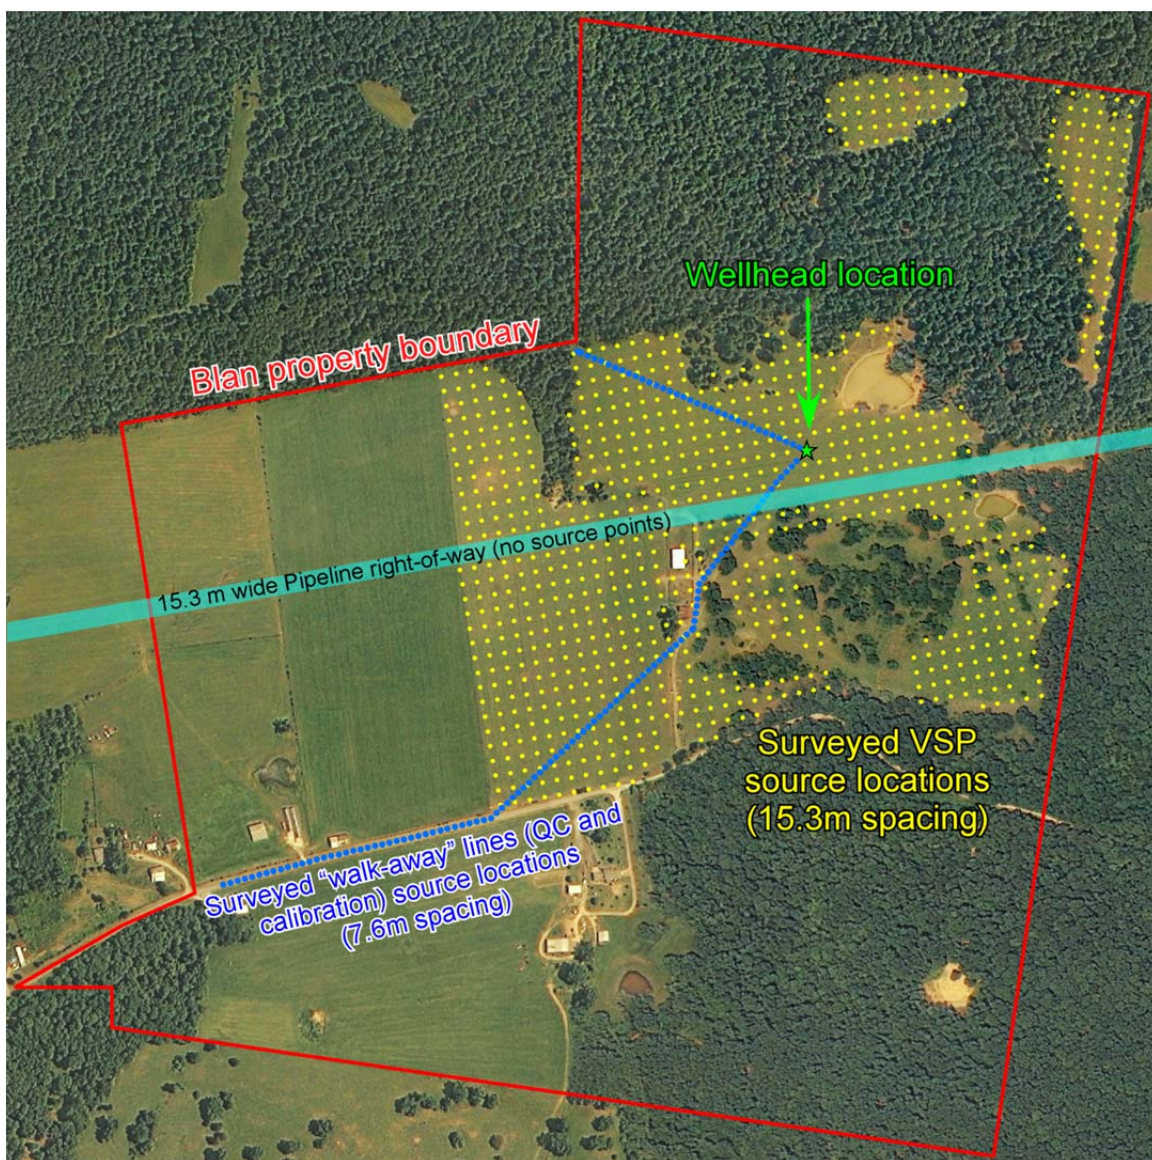 Wellhead location
Blan property boundary
15.3 m wide Pipeline right-of-way (no source points)
Surveyed VSP
source locations
(15.3m spacing)
Surveyed “walk-away” lines (QC and
calibration) source locations
(7.6m spacing)